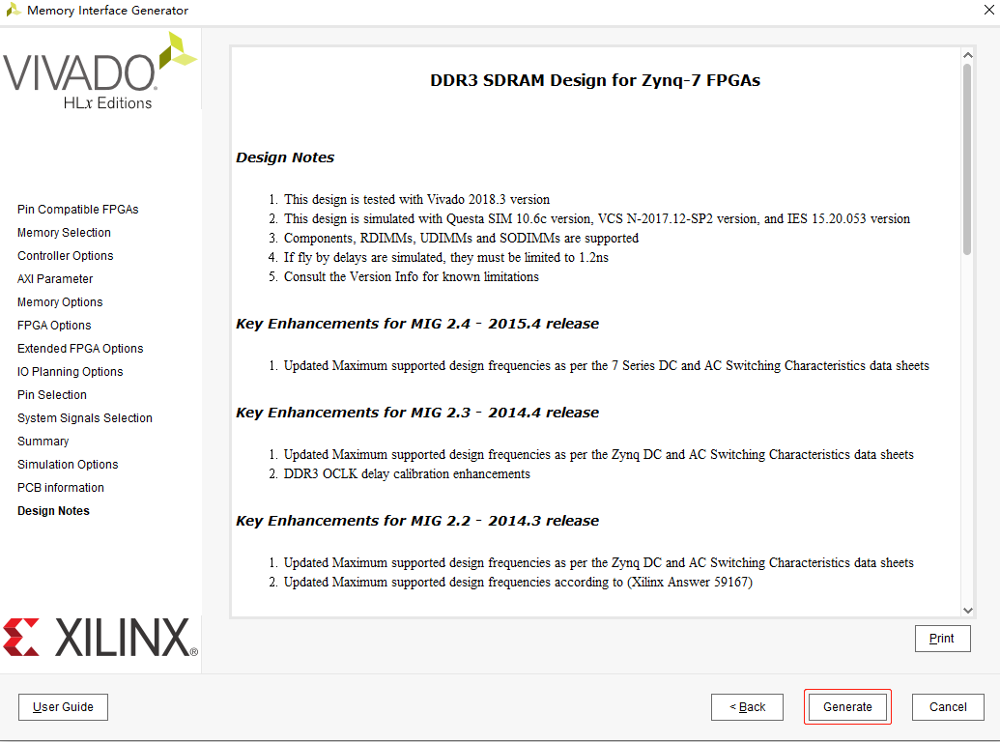 Memory Interface Generator
VIVADO.
HLx Editions
Pin Compatible FPGAs
Memory Selection
Controller Options
AXI Parameter
Memory Options
FPGA Options
Extended FPGA Options
IO Planning Options
Pin Selection
System Signals Selection
Summary
Simulation Options
PCB information
Design Notes
XILINX®
DDR3 SDRAM Design for Zynq-7 FPGAs
Design Notes
1. This design is tested with Vivado 2018.3 version
2. This design is simulated with Questa SIM 10.6c version, VCS N-2017.12-SP2 version, and IES 15.20.053 version
3. Components, RDIMMs, UDIMMs and SODIMMs are supported
4. If fly by delays are simulated, they must be limited to 1.2ns
5. Consult the Version Info for known limitations
Key Enhancements for MIG 2.4 - 2015.4 release
1. Updated Maximum supported design frequencies as per the 7 Series DC and AC Switching Characteristics data sheets
Key Enhancements for MIG 2.3 - 2014.4 release
1. Updated Maximum supported design frequencies as per the Zynq DC and AC Switching Characteristics data sheets
2. DDR3 OCLK delay calibration enhancements
Key Enhancements for MIG 2.2 - 2014.3 release
1. Updated Maximum supported design frequencies as per the Zynq DC and AC Switching Characteristics data sheets
2. Updated Maximum supported design frequencies according to (Xilinx Answer 59167)
Print
User Guide
< Back
Generate
Cancel